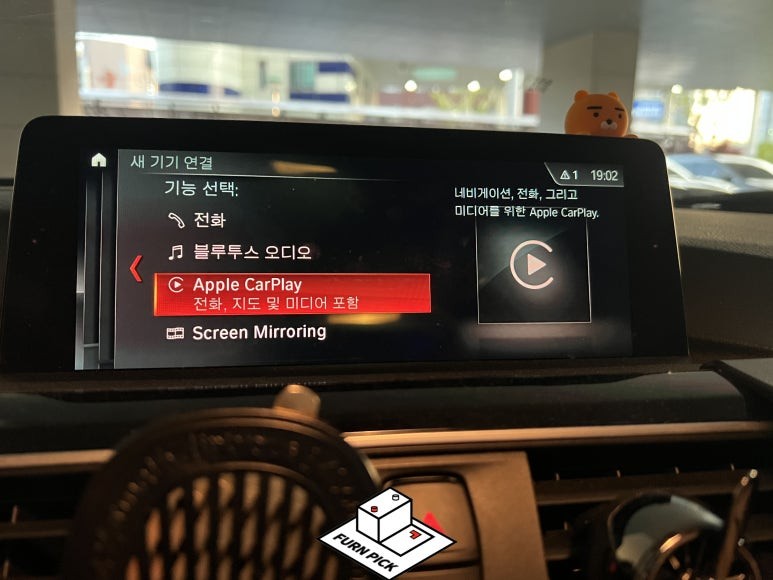 새 기기 연결
1 19:02
기능 선택:
네비게이션, 전화, 그리고
미디어를 위한 Apple CarPlay.
전화
블루투스 오디오
Apple CarPlay
전화, 지도 및 미디어 포함
Screen Mirroring
FURN PICK